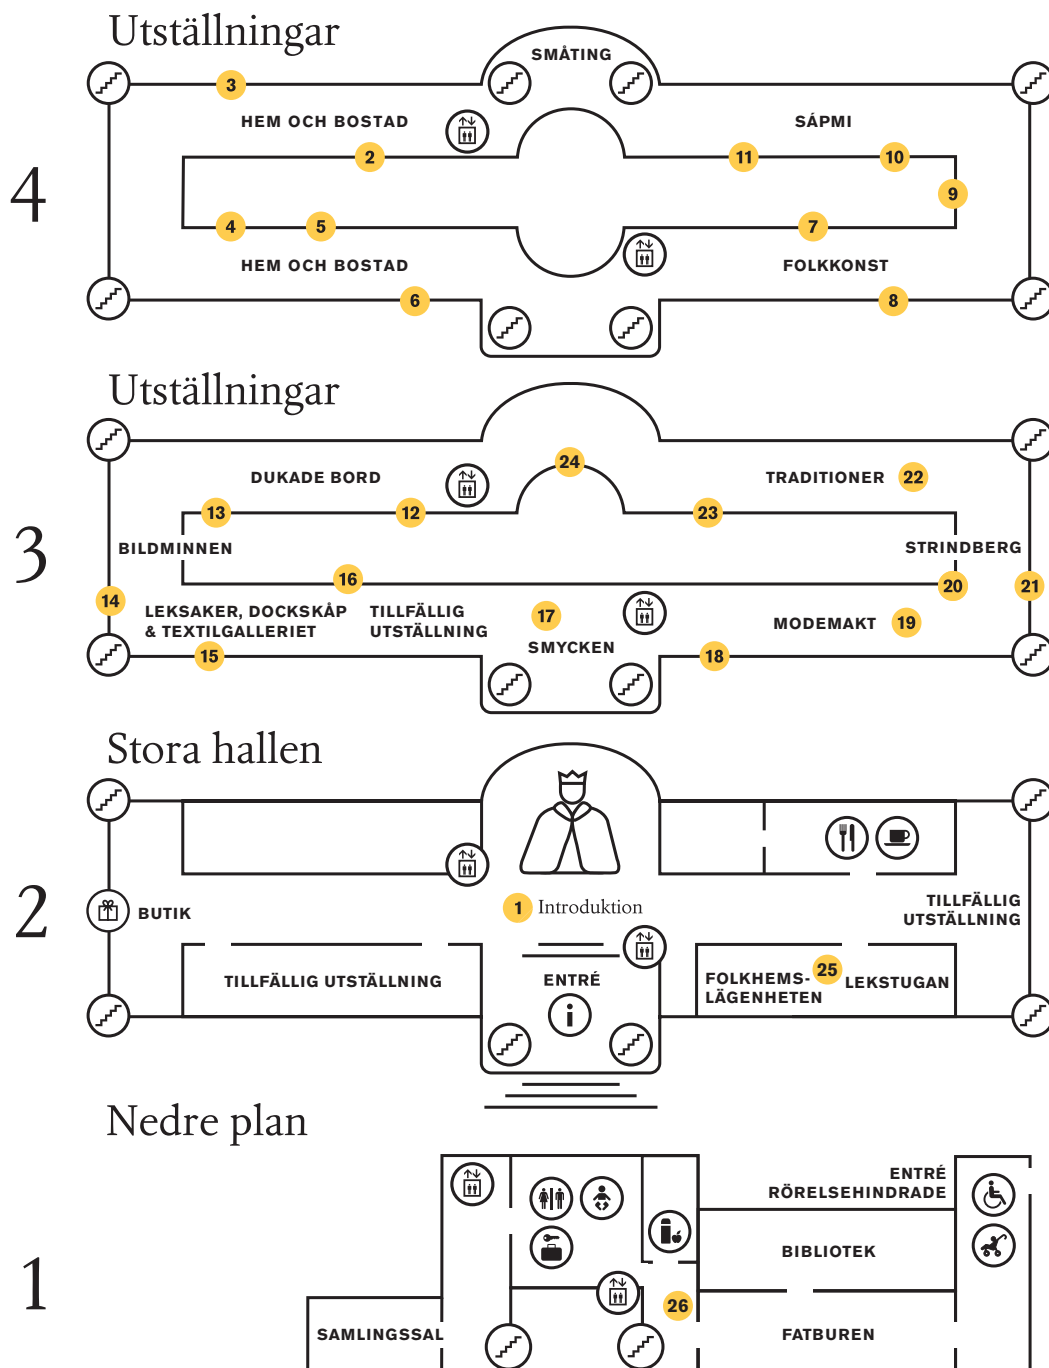 Utställningar
SMÅTING
3
HEM OCH BOSTAD
SÁPMI
2
11
10
4
9
4
5
7
HEM OCH BOSTAD
FOLKKONST
6
8
Utställningar
24
DUKADE BORD
TRADITIONER
22
13
12
23
3
BILDMINNEN
STRINDBERG
16
20
21
14
LEKSAKER, DOCKSKÅP
& TEXTILGALLERIET
TILLFÄLLIG
UTSTÄLLNING
17
SMYCKEN
MODEMAKT
19
15
18
Stora hallen
2
1 Introduktion
BUTIK
TILLFÄLLIG
UTSTÄLLNING
TILLFÄLLIG UTSTÄLLNING
ENTRÉ
i
FOLKHEMS-
LÄGENHETEN
25
LEKSTUGAN
Nedre plan
ENTRÉ
RÖRELSEHINDRADE
BIBLIOTEK
1
26
SAMLINGSSAL
FATBUREN